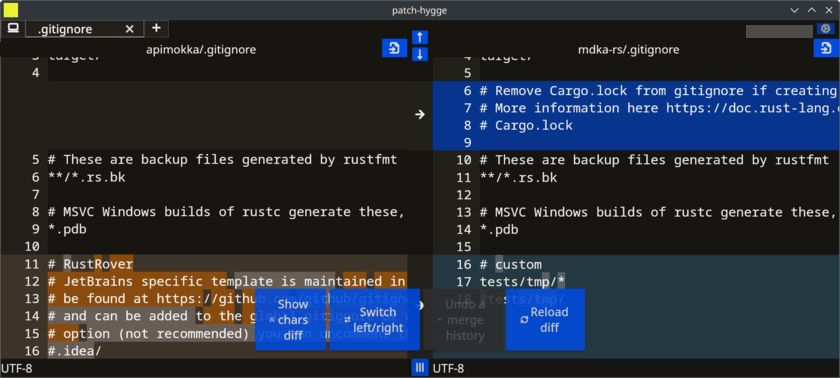 patch-hygge
.gitignore
apimokka/.gitignore
mdka-rs/.gitignore
4
5 # These are backup files generated by rustfmt
6 **/*.rs.bk
7
8 # MSVC Windows builds of rustc generate these,
9 *.pdb
10
11 # RustRover
12 # JetBrains specific template is maintained in
13 # be found at https://github.com/github/gitign
14 # and can be added to the global gitignore
15 # option (not recommended) you can uncomment
16 #.idea/
4 target/
5
6 # Remove Cargo.lock from gitignore if creating
7 # More information here https://doc.rust-lang.
8 # Cargo.lock
9
10 # These are backup files generated by rustfmt
11 **/*.rs.bk
12
13 # MSVC Windows builds of rustc generate these,
14 *.pdb
15
16 # custom
17 tests/tmp/*
18 !tests/tmp/
Show chars diff
Switch left/right
Undo a merge history
Reload diff
UTF-8
UTF-8